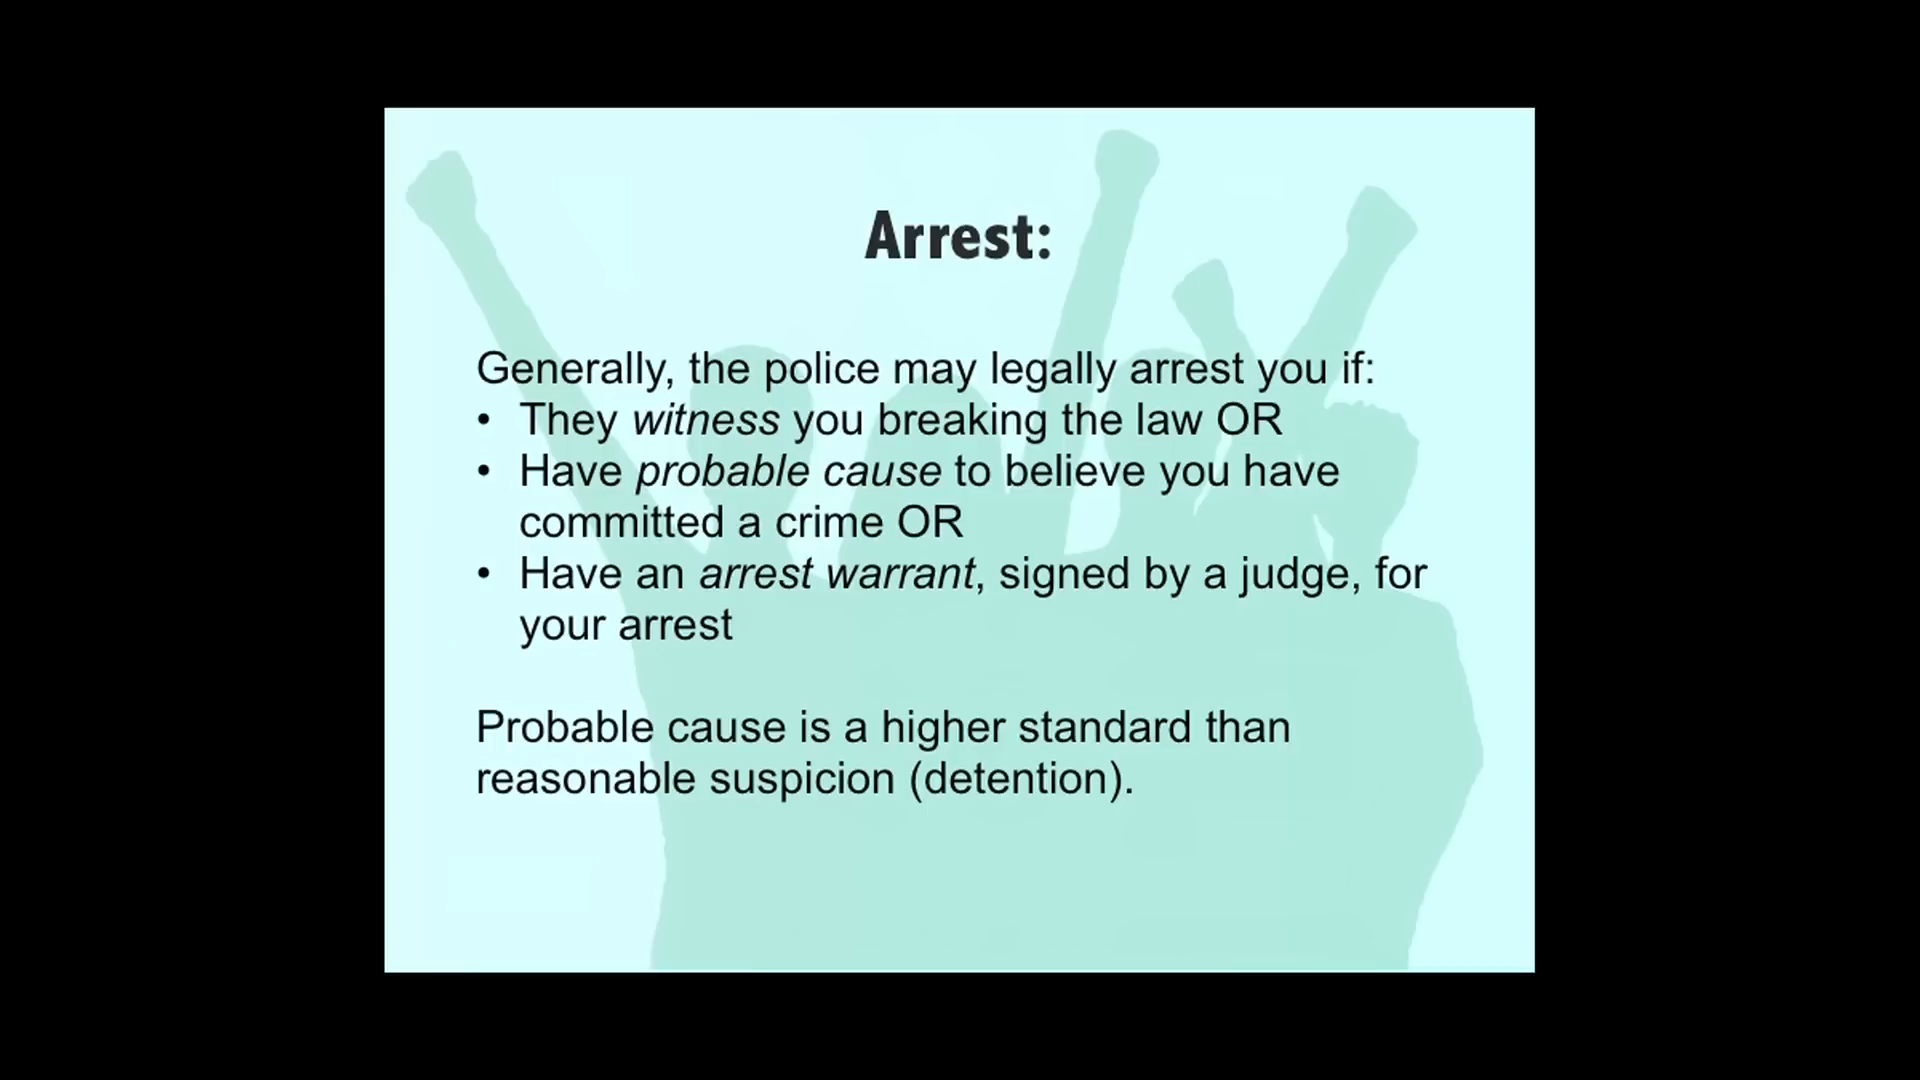 Arrest:
Generally, the police may legally arrest you if:
• They witness you breaking the law OR
• Have probable cause to believe you have
committed a crime OR
• Have an arrest warrant, signed by a judge, for
your arrest
Probable cause is a higher standard than
reasonable suspicion (detention).